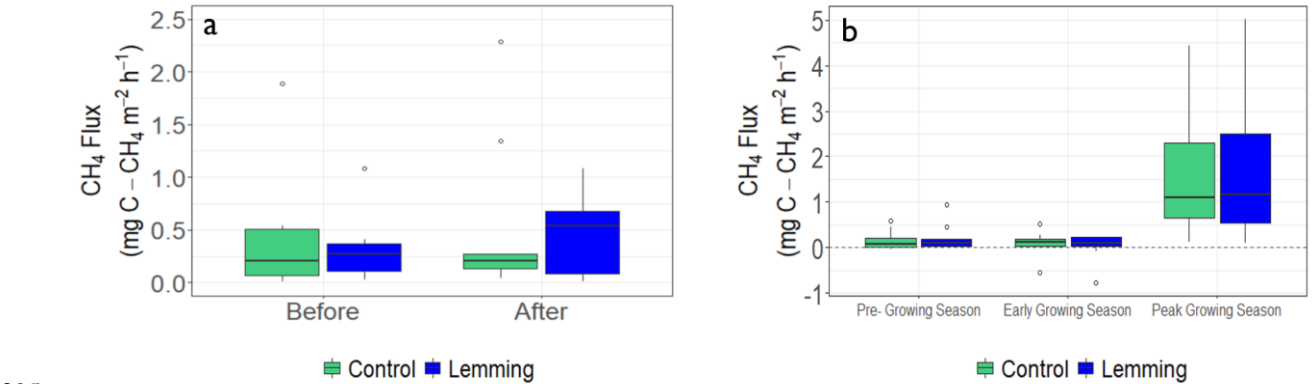 a
CH₄ Flux
(mg C − CH₄ m⁻² h⁻¹)
2.5
2.0
1.5
1.0
0.5
0.0
Before After
Control Lemming
b
CH₄ Flux
(mg C − CH₄ m⁻² h⁻¹)
5
4
3
2
1
0
-1
Pre- Growing Season Early Growing Season Peak Growing Season
Control Lemming